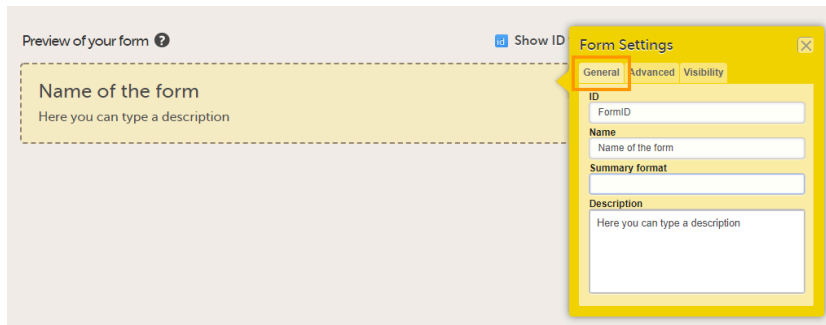 Preview of your form ?
id Show ID
Name of the form
Here you can type a description
Form Settings
General Advanced Visibility
ID
FormID
Name
Name of the form
Summary format
Description
Here you can type a description